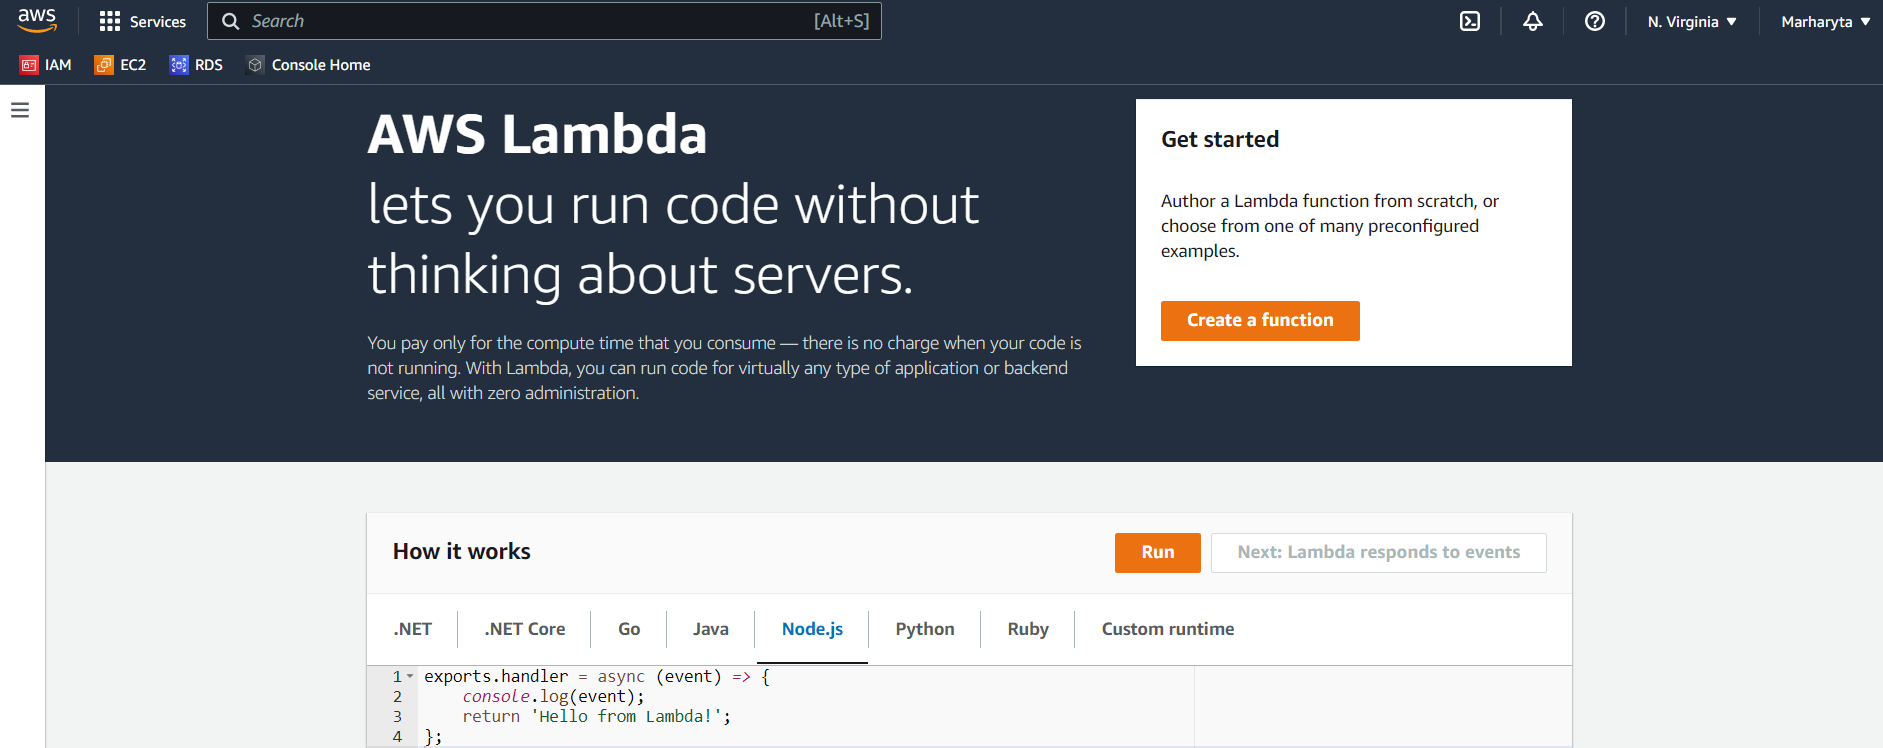 aws
Services
Search
[Alt+S]
N. Virginia
Marharyta
IAM
EC2
RDS
Console Home
AWS Lambda
lets you run code without
thinking about servers.
You pay only for the compute time that you consume — there is no charge when your code is
not running. With Lambda, you can run code for virtually any type of application or backend
service, all with zero administration.
Get started
Author a Lambda function from scratch, or
choose from one of many preconfigured
examples.
Create a function
How it works
Run
Next: Lambda responds to events
.NET
.NET Core
Go
Java
Node.js
Python
Ruby
Custom runtime
1 exports.handler = async (event) => {
2 console.log(event);
3 return 'Hello from Lambda!';
4 };